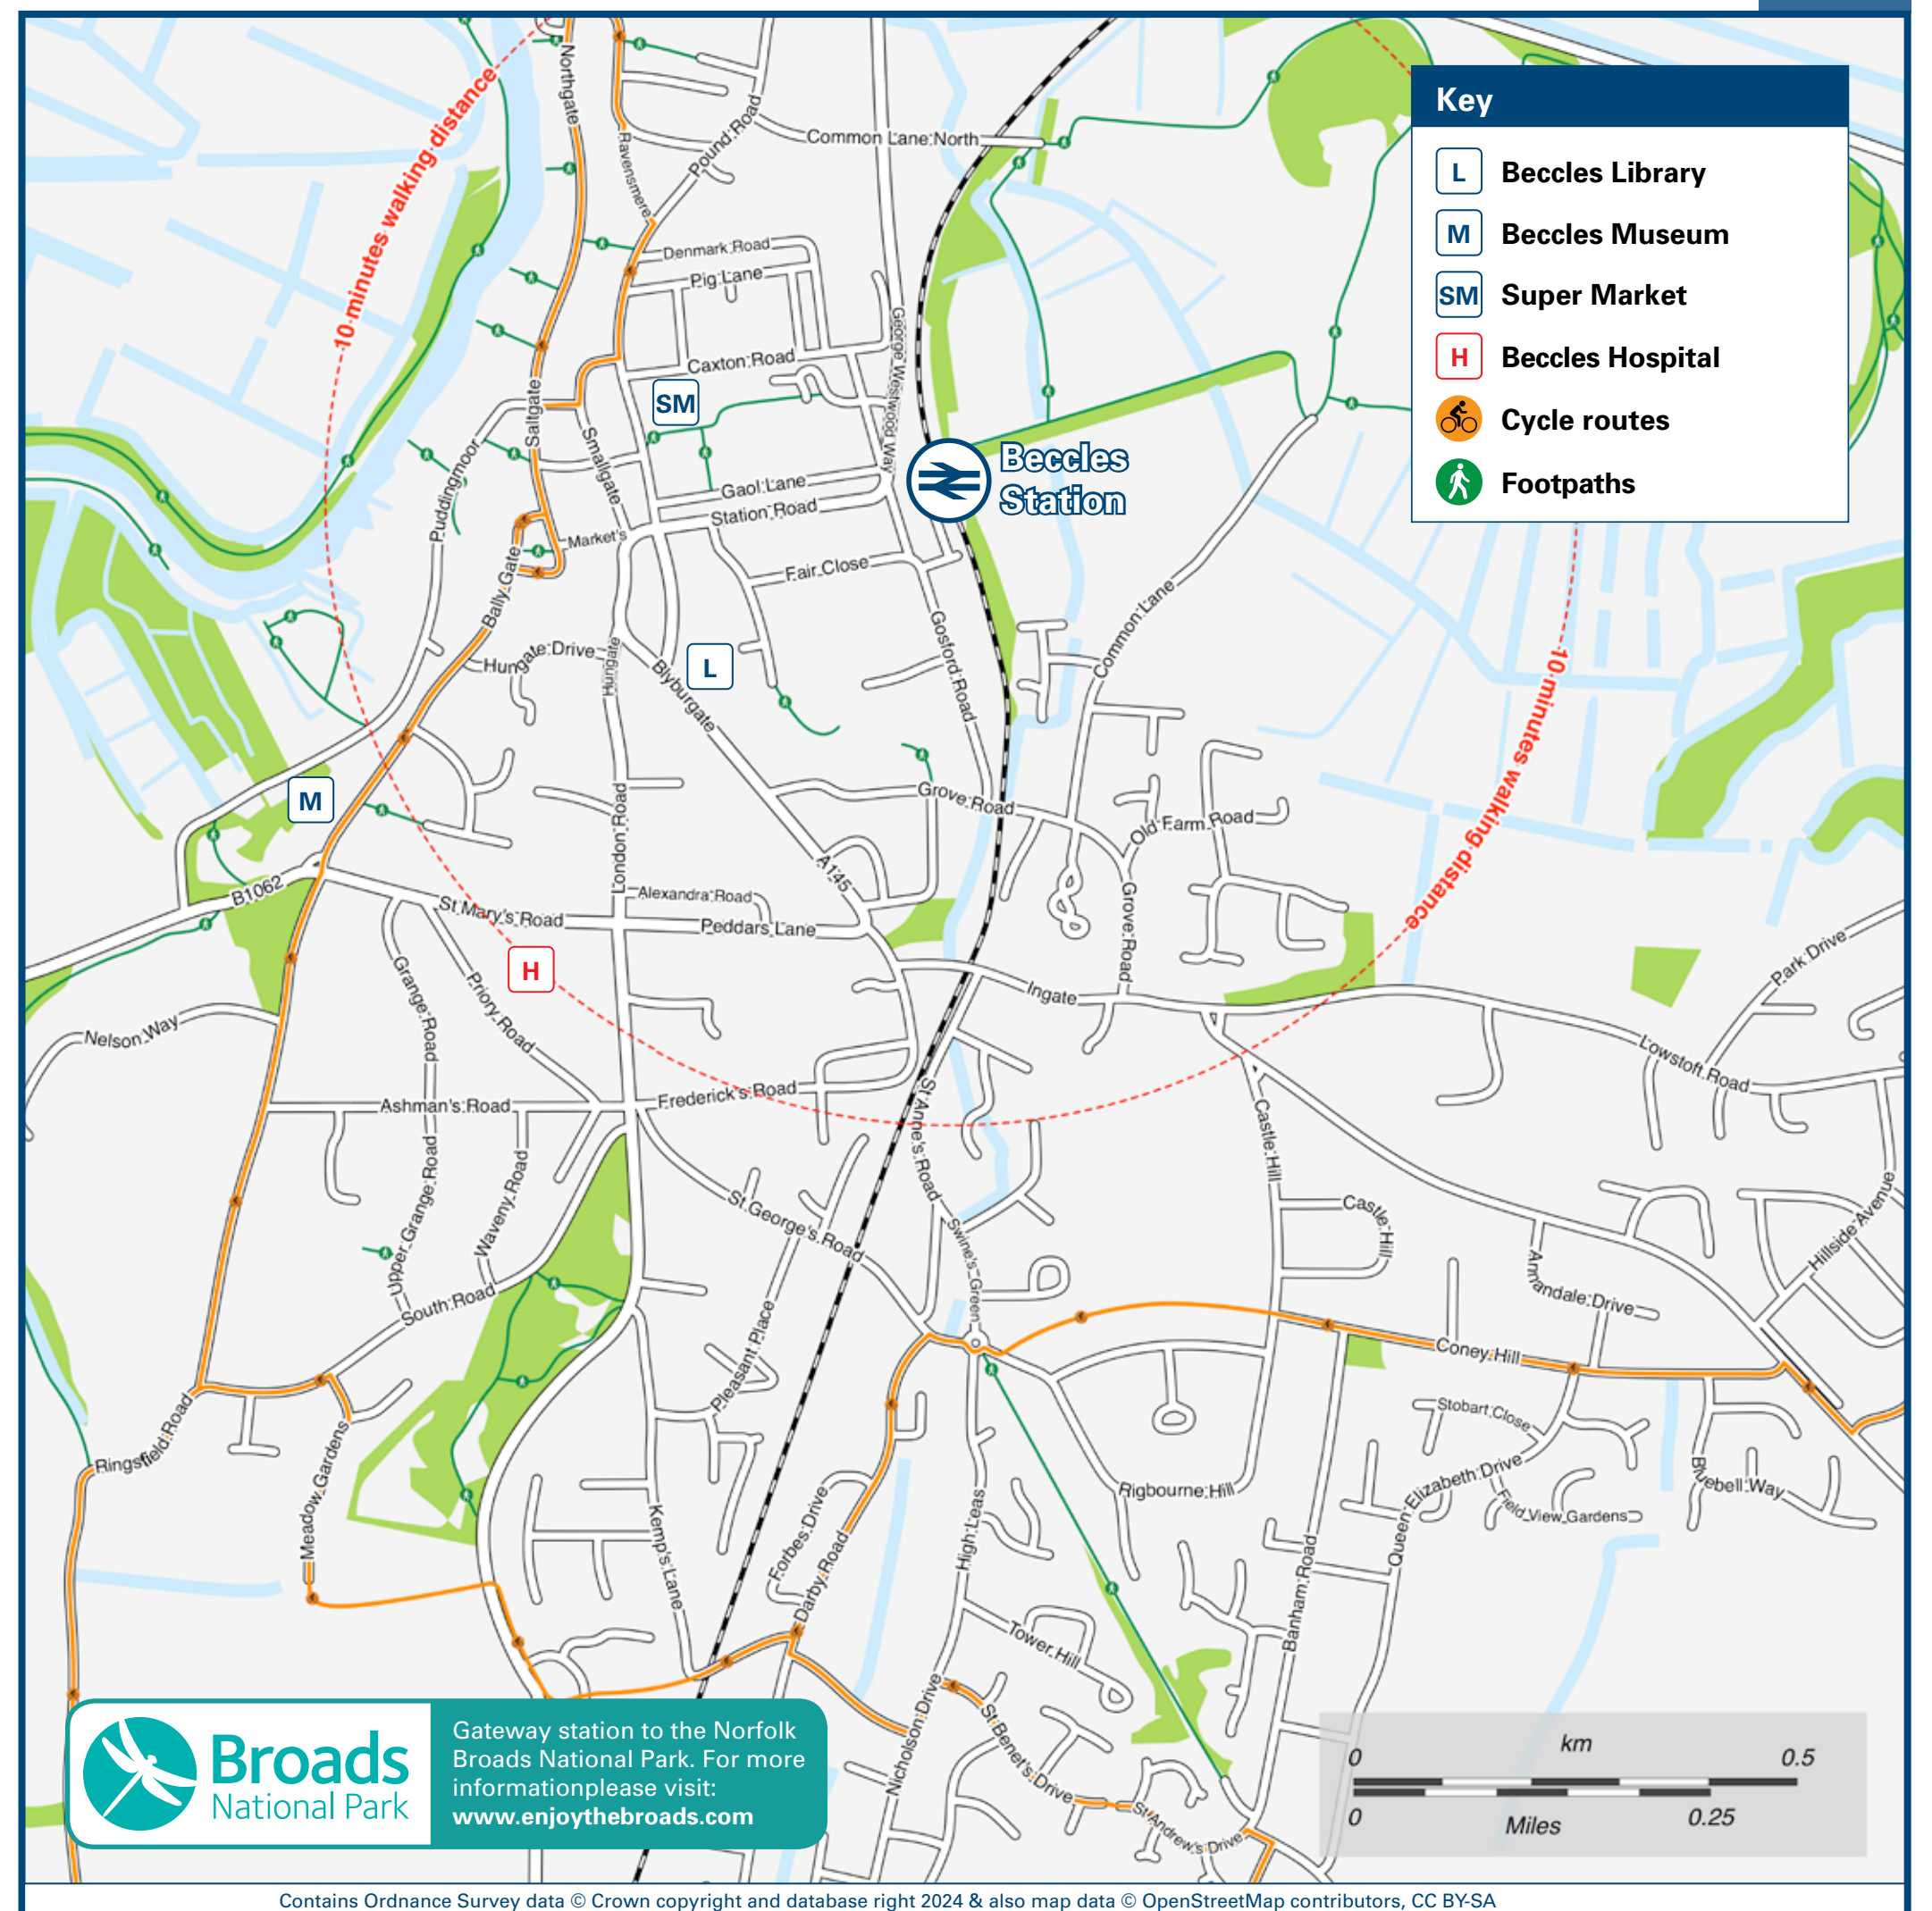 Key
L Beccles Library
M Beccles Museum
SM Super Market
H Beccles Hospital
Cycle routes
Footpaths
10 minutes walking distance
Northgate
Ravensmere
Pound Road
Common Lane North
Denmark Road
Pig Lane
Caxton Road
George Westwood Way
SM
Saltgate
Smallgate
Puddingmoor
Gaol Lane
Station Road
Beccles
Station
Market's
Bally Gate
Fair Close
Gosford Road
Common Lane
Hungate Drive
Hungate
Blyburgate
L
10 minutes walking distance
M
Grove Road
Old Farm Road
London Road
A145
B1062
Alexandra Road
St Mary's Road
Peddars Lane
Grove Road
H
Park Drive
Grange Road
Priory Road
Ingate
Nelson Way
Lowstoft Road
Frederick's Road
Ashman's Road
St Anne's Road
Castle Hill
Upper Grange Road
Waveny Road
St George's Road
Castle Hill
Swine's Green
Annandale Drive
Hillside Avenue
South Road
Pleasant Place
Coney Hill
Stobart Close
Ringsfield Road
Meadow Gardens
Rigbourne Hill
Queen Elizabeth Drive
Field View Gardens
Bluebell Way
Kemp's Lane
Forbes Drive
Darby Road
High Leas
Banham Road
Tower Hill
Nicholson Drive
St Benet's Drive
St Andrew's Drive
Broads
National Park
Gateway station to the Norfolk
Broads National Park. For more
informationplease visit:
www.enjoythebroads.com
km
0 0.5
0 0.25
Miles
Contains Ordnance Survey data © Crown copyright and database right 2024 & also map data © OpenStreetMap contributors, CC BY-SA